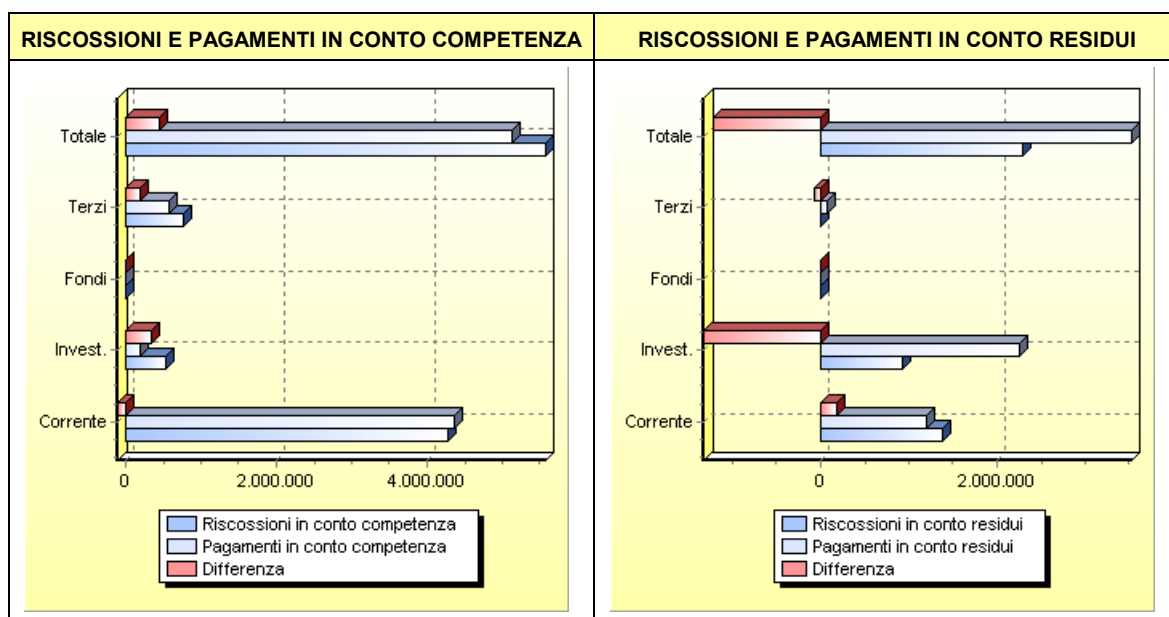 RISCOSSIONI E PAGAMENTI IN CONTO COMPETENZA
Totale
Terzi
Fondi
Invest.
Corrente
0 2.000.000 4.000.000
Riscossioni in conto competenza
Pagamenti in conto competenza
Differenza
RISCOSSIONI E PAGAMENTI IN CONTO RESIDUI
Totale
Terzi
Fondi
Invest.
Corrente
0 2.000.000
Riscossioni in conto residui
Pagamenti in conto residui
Differenza